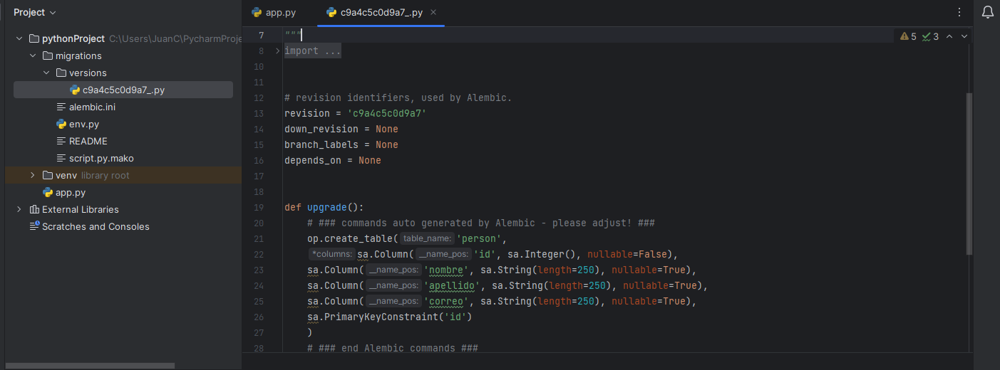 Project
app.py
c9a4c5c0d9a7_.py
pythonProject C:\Users\JuanC\PycharmProje
migrations
versions
c9a4c5c0d9a7_.py
alembic.ini
env.py
README
script.py.mako
venv library root
app.py
External Libraries
Scratches and Consoles
5 3
7 """
8 import ...
10
11
12 # revision identifiers, used by Alembic.
13 revision = 'c9a4c5c0d9a7'
14 down_revision = None
15 branch_labels = None
16 depends_on = None
17
18
19 def upgrade():
20 # ### commands auto generated by Alembic - please adjust! ###
21 op.create_table( table_name: 'person',
22 *columns: sa.Column( __name_pos: 'id', sa.Integer(), nullable=False),
23 sa.Column( __name_pos: 'nombre', sa.String(length=250), nullable=True),
24 sa.Column( __name_pos: 'apellido', sa.String(length=250), nullable=True),
25 sa.Column( __name_pos: 'correo', sa.String(length=250), nullable=True),
26 sa.PrimaryKeyConstraint('id')
27 )
28 # ### end Alembic commands ###